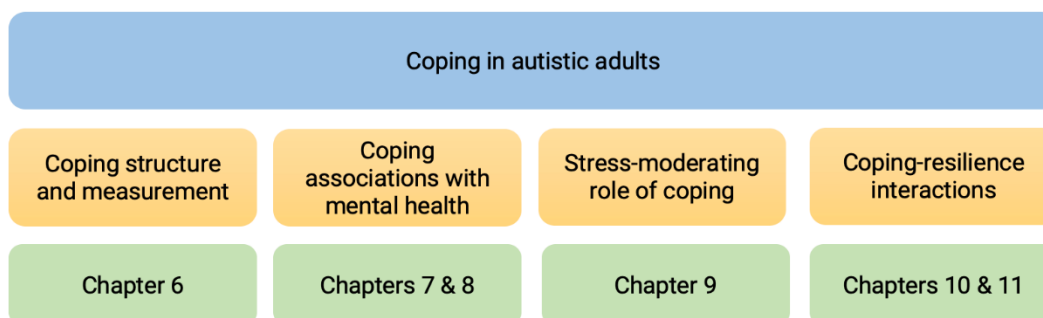 Coping in autistic adults
Coping structure
and measurement
Coping
associations with
mental health
Stress-moderating
role of coping
Coping-resilience
interactions
Chapter 6
Chapters 7 & 8
Chapter 9
Chapters 10 & 11